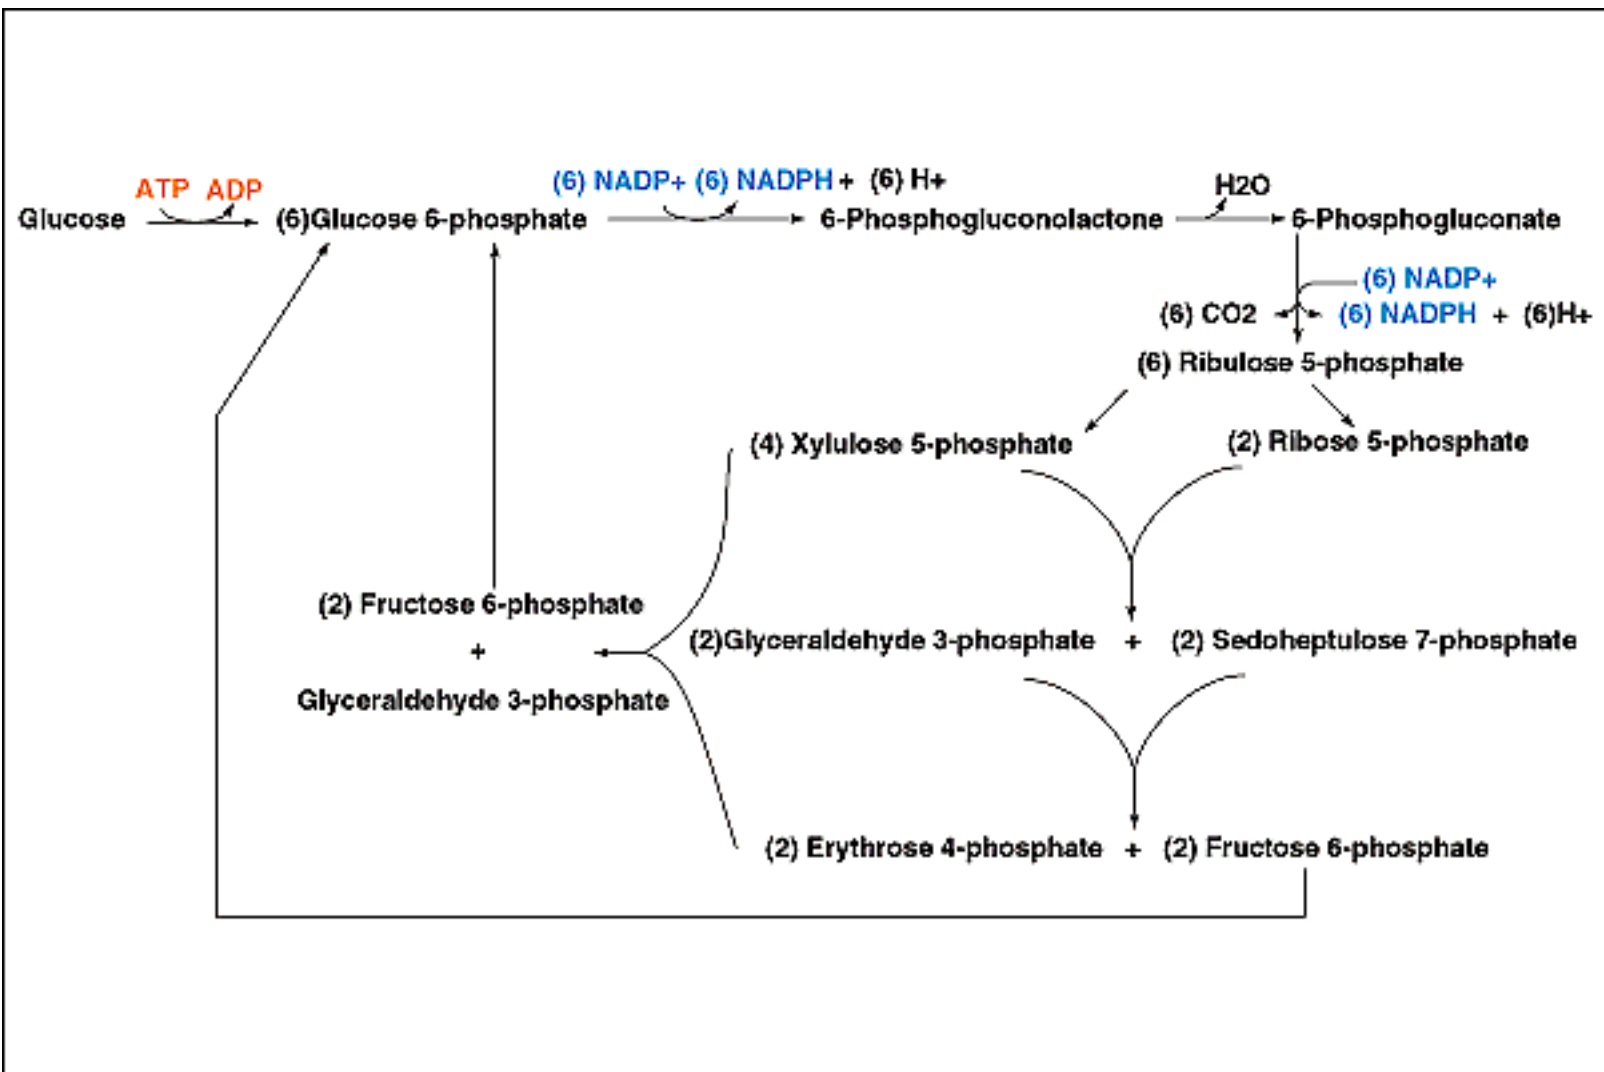 ATP ADP
(6) NADP+ (6) NADPH + (6) H+
H2O
Glucose
(6)Glucose 6-phosphate
6-Phosphogluconolactone
6-Phosphogluconate
(6) NADP+
(6) CO2
(6) NADPH + (6)H+
(6) Ribulose 5-phosphate
(4) Xylulose 5-phosphate
(2) Ribose 5-phosphate
(2) Fructose 6-phosphate
+
Glyceraldehyde 3-phosphate
(2)Glyceraldehyde 3-phosphate + (2) Sedoheptulose 7-phosphate
(2) Erythrose 4-phosphate + (2) Fructose 6-phosphate